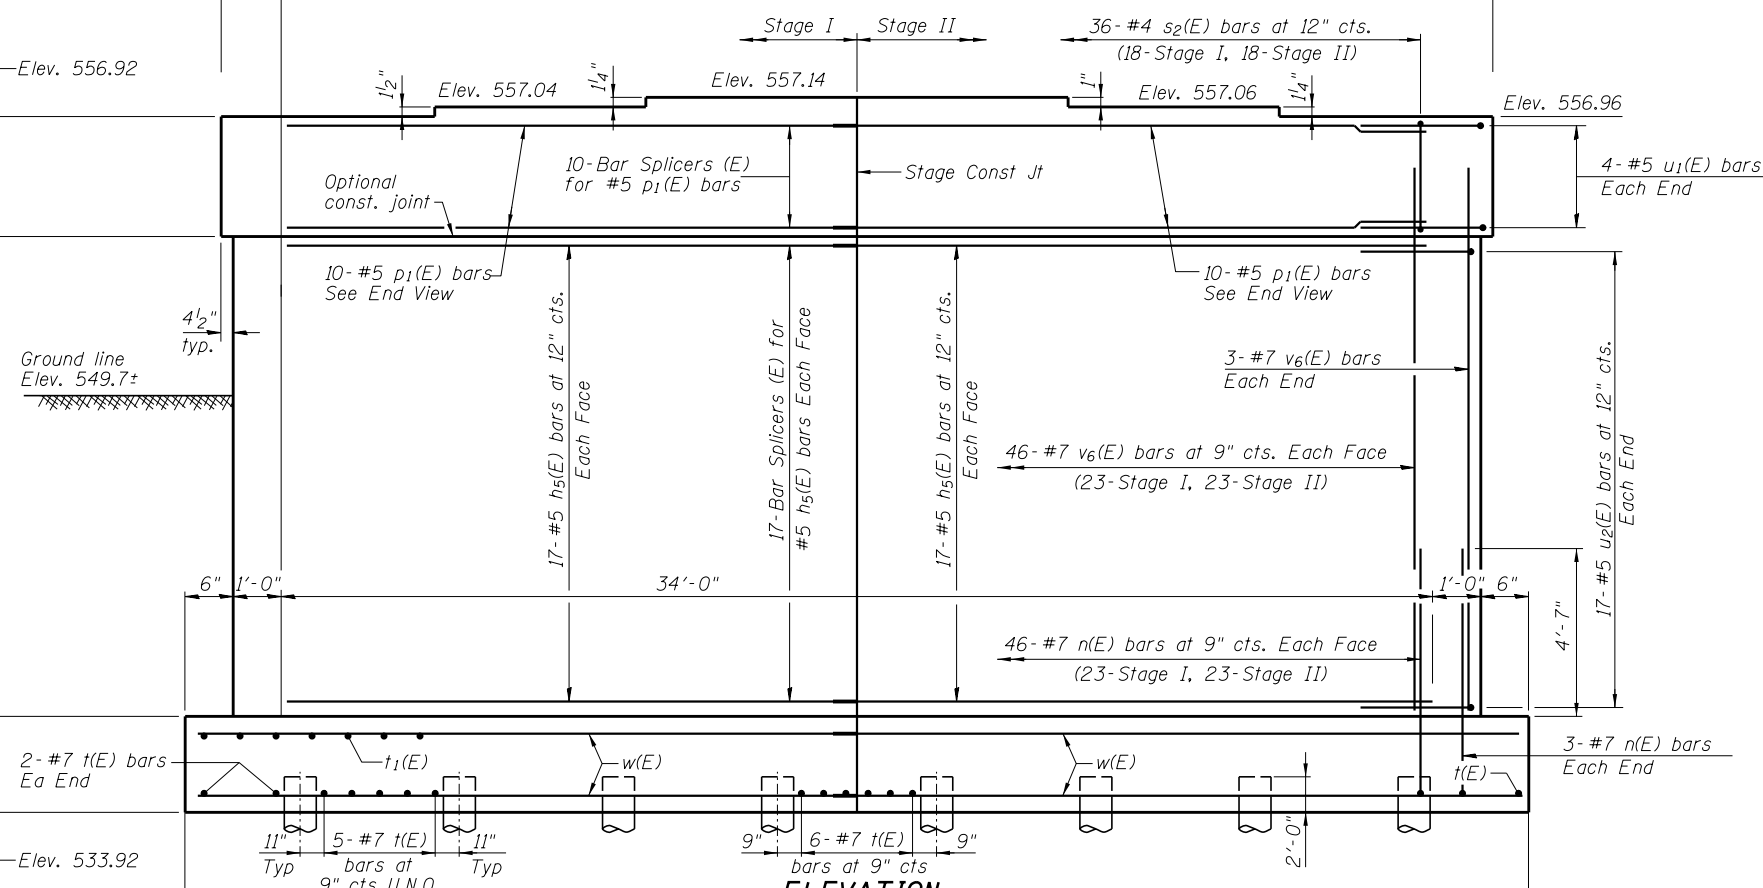 Stage I
Stage II
36-#4 s2(E) bars at 12" cts.
(18-Stage I, 18-Stage II)
Elev. 556.92
1½"
Elev. 557.04
1¼"
Elev. 557.14
1"
Elev. 557.06
1¼"
Elev. 556.96
10-Bar Splicers (E)
for #5 p1(E) bars
Stage Const Jt
4-#5 u1(E) bars
Each End
Optional
const. joint
10-#5 p1(E) bars
See End View
10-#5 p1(E) bars
See End View
4½"
typ.
Ground line
Elev. 549.7±
17-#5 h5(E) bars at 12" cts.
Each Face
17-Bar Splicers (E) for
#5 h5(E) bars Each Face
17-#5 h5(E) bars at 12" cts.
Each Face
3-#7 v6(E) bars
Each End
17-#5 u2(E) bars at 12" cts.
Each End
46-#7 v6(E) bars at 9" cts. Each Face
(23-Stage I, 23-Stage II)
6"
1'-0"
34'-0"
1'-0"
6"
4'-7"
46-#7 n(E) bars at 9" cts. Each Face
(23-Stage I, 23-Stage II)
2-#7 t(E) bars
Ea End
t1(E)
w(E)
w(E)
t(E)
3-#7 n(E) bars
Each End
11"
Typ
5-#7 t(E)
bars at
9" cts U.N.O.
11"
Typ
9"
6-#7 t(E)
bars at 9" cts
9"
2'-0"
Elev. 533.92
ELEVATION